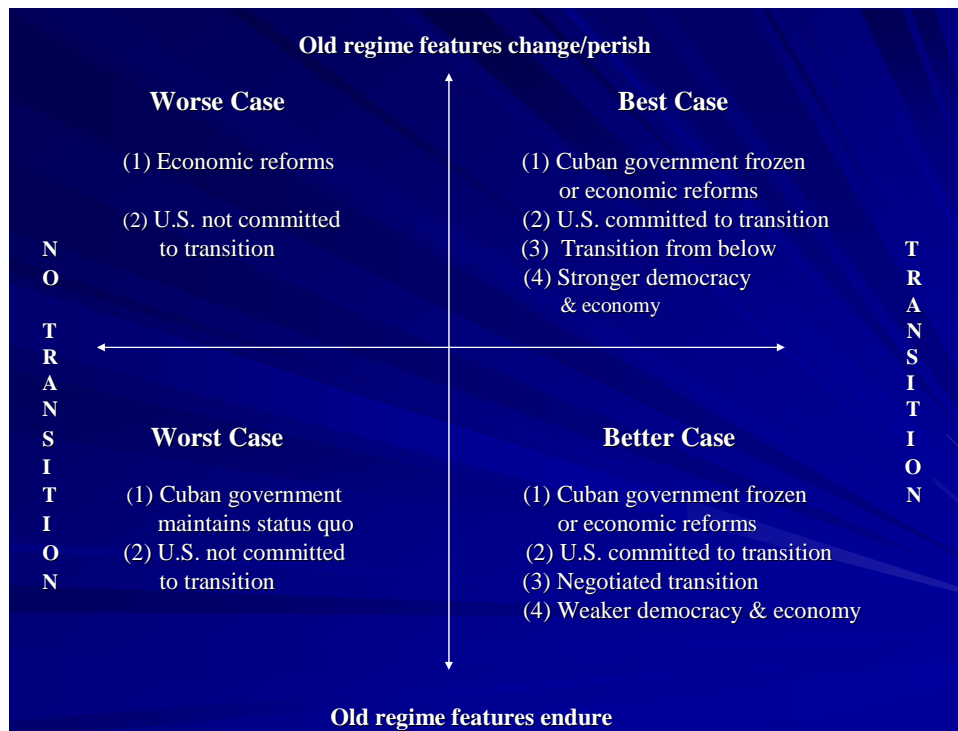 Old regime features change/perish
Worse Case
(1) Economic reforms
(2) U.S. not committed
to transition
Best Case
(1) Cuban government frozen
or economic reforms
(2) U.S. committed to transition
(3) Transition from below
(4) Stronger democracy
& economy
NO TRANSITION
TRANSITION
Worst Case
(1) Cuban government
maintains status quo
(2) U.S. not committed
to transition
Better Case
(1) Cuban government frozen
or economic reforms
(2) U.S. committed to transition
(3) Negotiated transition
(4) Weaker democracy & economy
Old regime features endure